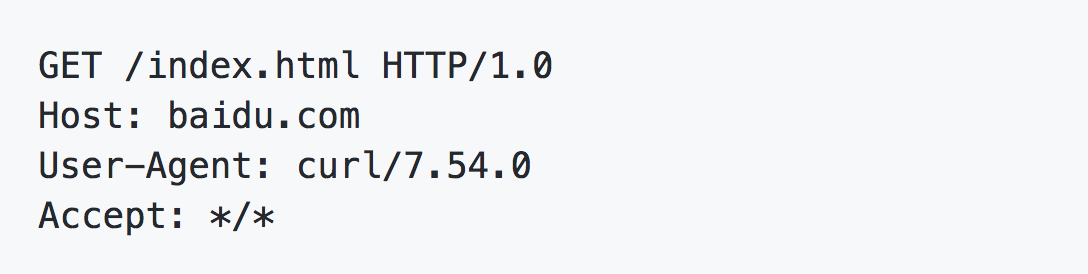 GET /index.html HTTP/1.0
Host: baidu.com
User-Agent: curl/7.54.0
Accept: */*